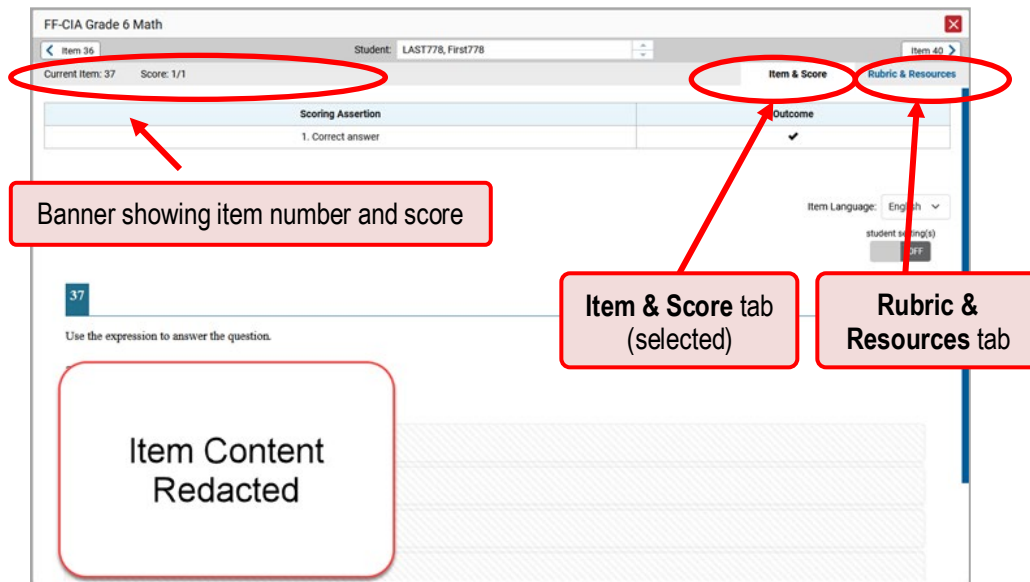 FF-CIA Grade 6 Math
Item 36
Student: LAST778, First778
Item 40
Current Item: 37 Score: 1/1
Item & Score
Rubric & Resources
Scoring Assertion
Outcome
1. Correct answer
Banner showing item number and score
Item Language: English
student setting(s)
OFF
Item & Score tab
(selected)
Rubric &
Resources tab
37
Use the expression to answer the question.
Item Content
Redacted